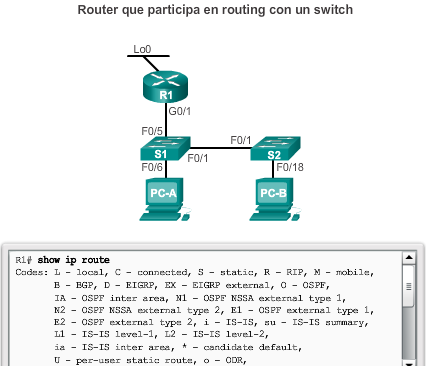 Router que participa en routing con un switch
Lo0
R1
G0/1
F0/5
F0/1
S1
F0/1
S2
F0/6
F0/18
PC-A
PC-B
R1# show ip route
Codes: L - local, C - connected, S - static, R - RIP, M - mobile,
B - BGP, D - EIGRP, EX - EIGRP external, O - OSPF,
IA - OSPF inter area, N1 - OSPF NSSA external type 1,
N2 - OSPF NSSA external type 2, E1 - OSPF external type 1,
E2 - OSPF external type 2, i - IS-IS, su - IS-IS summary,
L1 - IS-IS level-1, L2 - IS-IS level-2,
ia - IS-IS inter area, * - candidate default,
U - per-user static route, o - ODR,